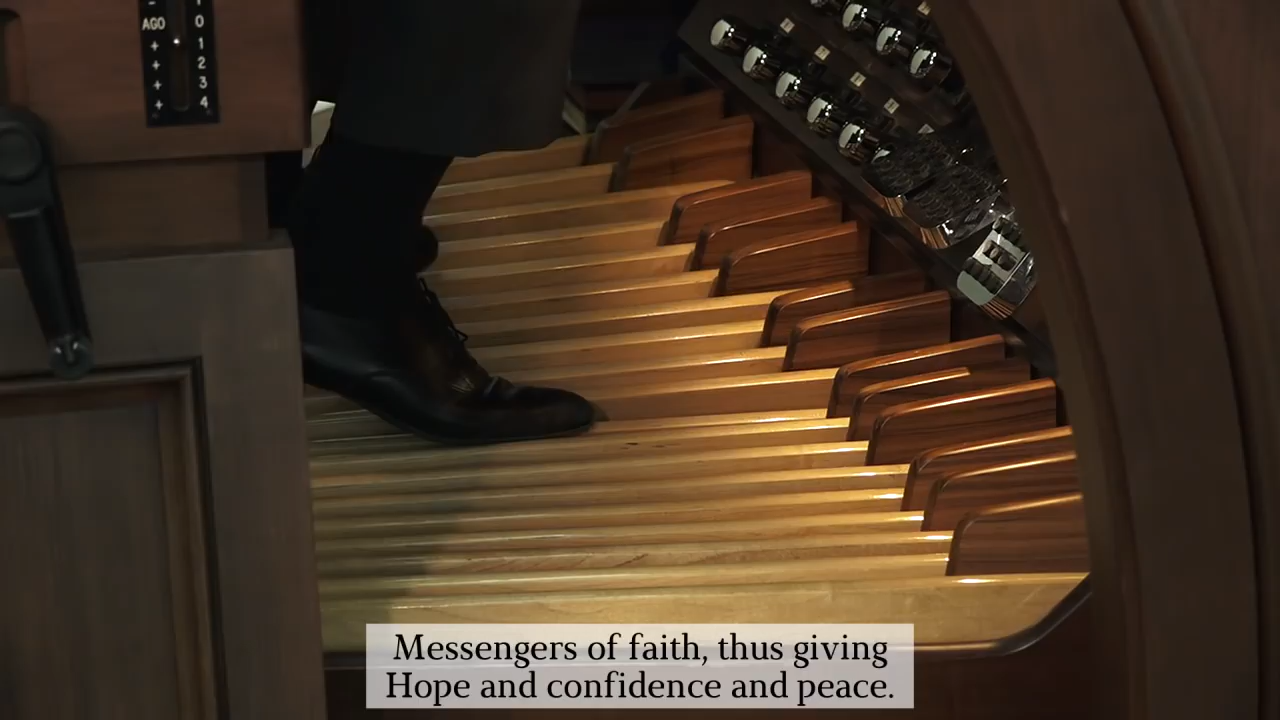 AGO
0
1
2
3
4
Messengers of faith, thus giving
Hope and confidence and peace.